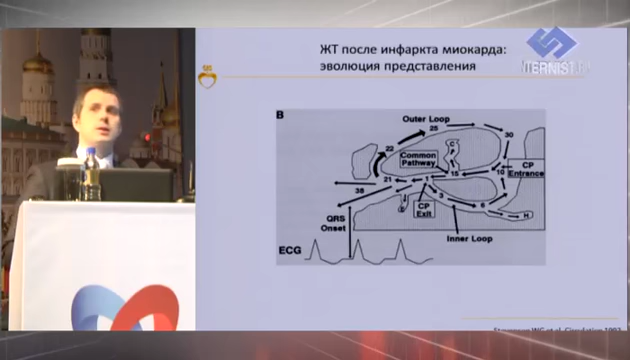 ЖТ после инфаркта миокарда:
эволюция представления
B
Outer Loop
25
30
22
Common
Pathway
C
CP
Entrance
10
15
1
21
38
3
6
CP
Exit
H
QRS
Onset
Inner Loop
ECG